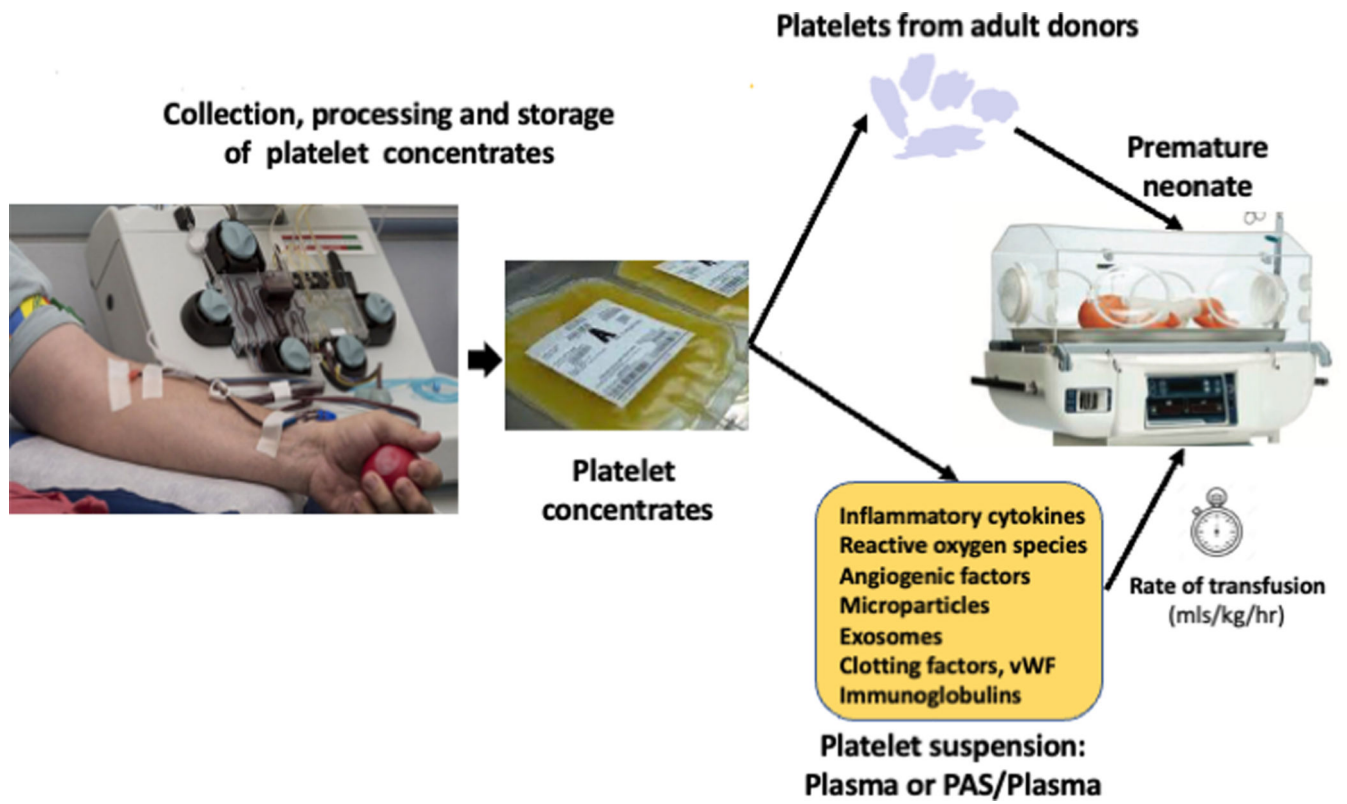 Platelets from adult donors
Collection, processing and storage
of platelet concentrates
Premature
neonate
A
Platelet
concentrates
Inflammatory cytokines
Reactive oxygen species
Angiogenic factors
Microparticles
Exosomes
Clotting factors, vWF
Immunoglobulins
Rate of transfusion
(mls/kg/hr)
Platelet suspension:
Plasma or PAS/Plasma